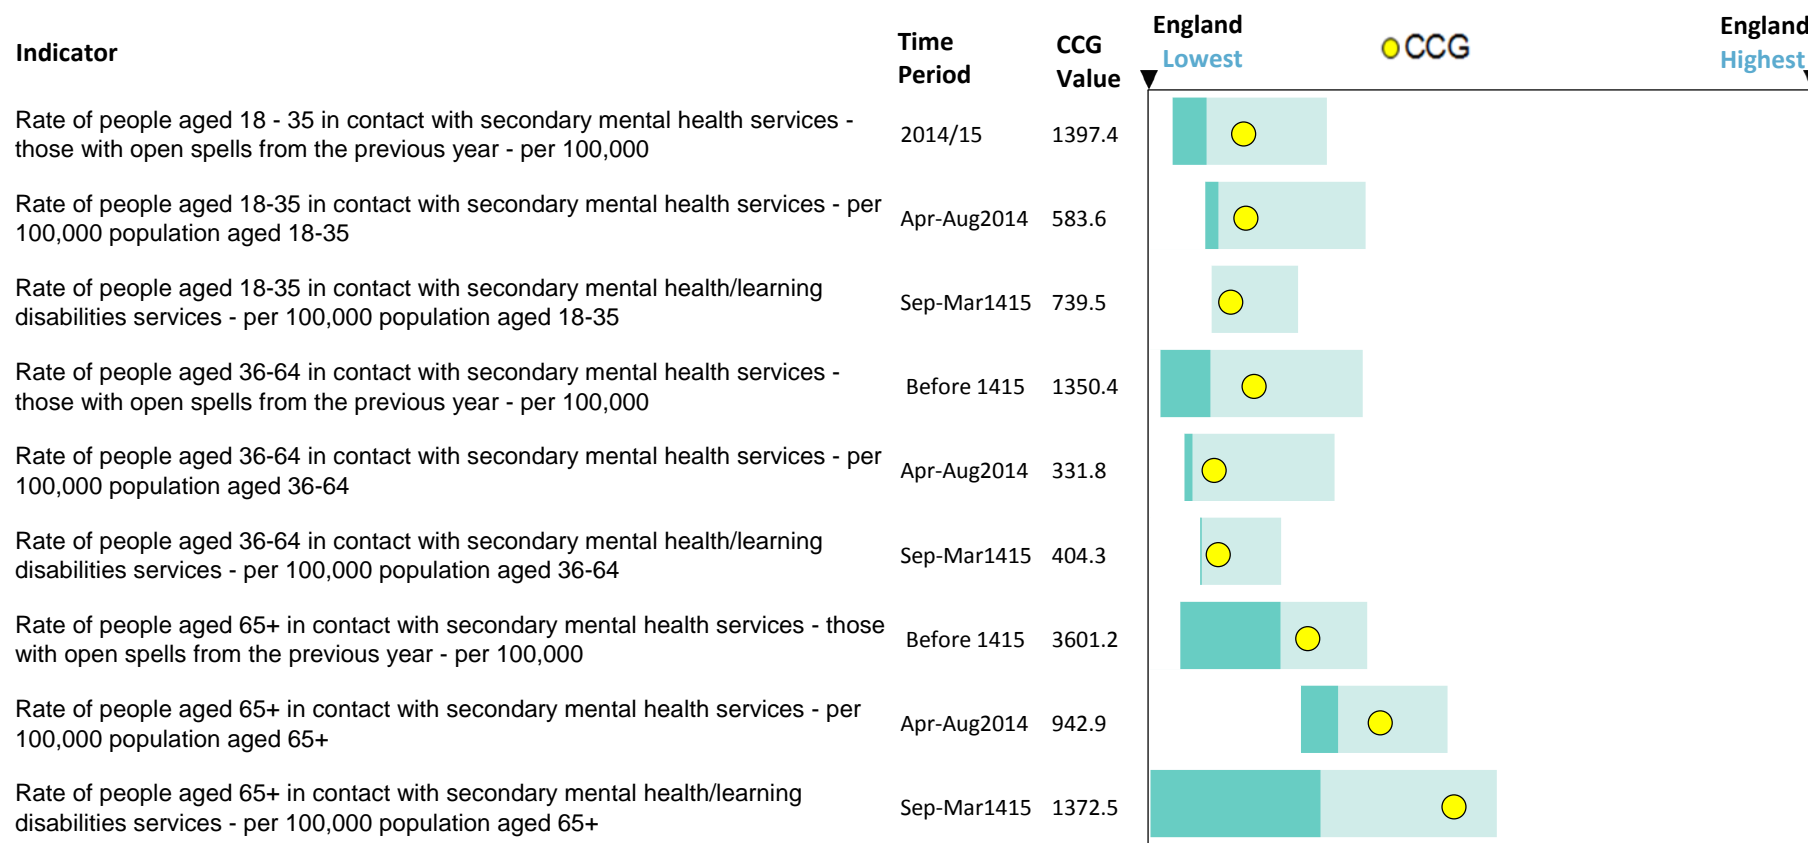 Indicator
Time
Period
CCG
Value
England
Lowest
CCG
England
Highest
Rate of people aged 18 - 35 in contact with secondary mental health services -
those with open spells from the previous year - per 100,000
2014/15
1397.4
Rate of people aged 18-35 in contact with secondary mental health services - per
100,000 population aged 18-35
Apr-Aug2014
583.6
Rate of people aged 18-35 in contact with secondary mental health/learning
disabilities services - per 100,000 population aged 18-35
Sep-Mar1415
739.5
Rate of people aged 36-64 in contact with secondary mental health services -
those with open spells from the previous year - per 100,000
Before 1415
1350.4
Rate of people aged 36-64 in contact with secondary mental health services - per
100,000 population aged 36-64
Apr-Aug2014
331.8
Rate of people aged 36-64 in contact with secondary mental health/learning
disabilities services - per 100,000 population aged 36-64
Sep-Mar1415
404.3
Rate of people aged 65+ in contact with secondary mental health services - those
with open spells from the previous year - per 100,000
Before 1415
3601.2
Rate of people aged 65+ in contact with secondary mental health services - per
100,000 population aged 65+
Apr-Aug2014
942.9
Rate of people aged 65+ in contact with secondary mental health/learning
disabilities services - per 100,000 population aged 65+
Sep-Mar1415
1372.5